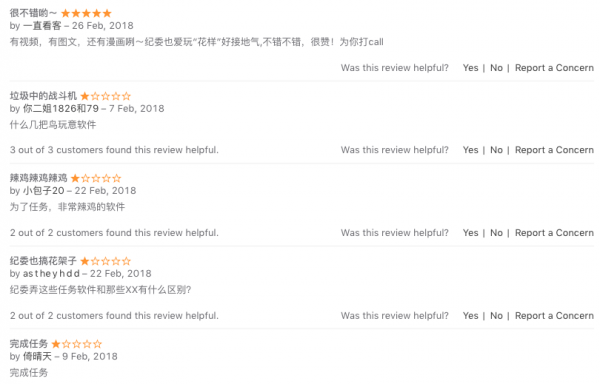 很不错哟～ ★★★★★
by 一直看客 – 26 Feb, 2018
有视频，有图文，还有漫画咧～纪委也爱玩“花样”好接地气,不错不错，很赞！为你打call
Was this review helpful? Yes | No | Report a Concern
垃圾中的战斗机 ★☆☆☆☆
by 你二姐1826和79 – 7 Feb, 2018
什么几把鸟玩意软件
3 out of 3 customers found this review helpful. Was this review helpful? Yes | No | Report a Concern
辣鸡辣鸡辣鸡 ★☆☆☆☆
by 小包子20 – 22 Feb, 2018
为了任务，非常辣鸡的软件
2 out of 2 customers found this review helpful. Was this review helpful? Yes | No | Report a Concern
纪委也搞花架子 ★☆☆☆☆
by a s t h e y h d d – 22 Feb, 2018
纪委弄这些任务软件和那些XX有什么区别?
2 out of 2 customers found this review helpful. Was this review helpful? Yes | No | Report a Concern
完成任务 ★☆☆☆☆
by 倚晴天 – 9 Feb, 2018
完成任务